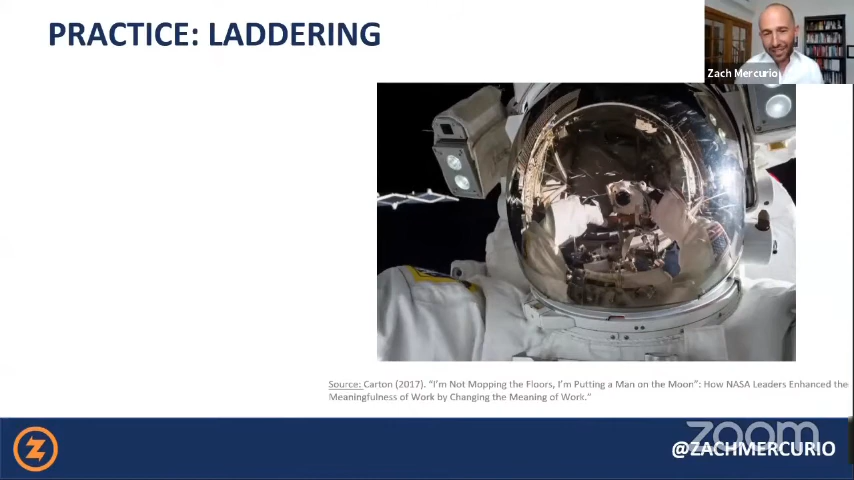 PRACTICE: LADDERING
Zach Mercurio
Source: Carton (2017). “I’m Not Mopping the Floors, I’m Putting a Man on the Moon”: How NASA Leaders Enhanced the
Meaningfulness of Work by Changing the Meaning of Work.”
zoom
@ZACHMERCURIO